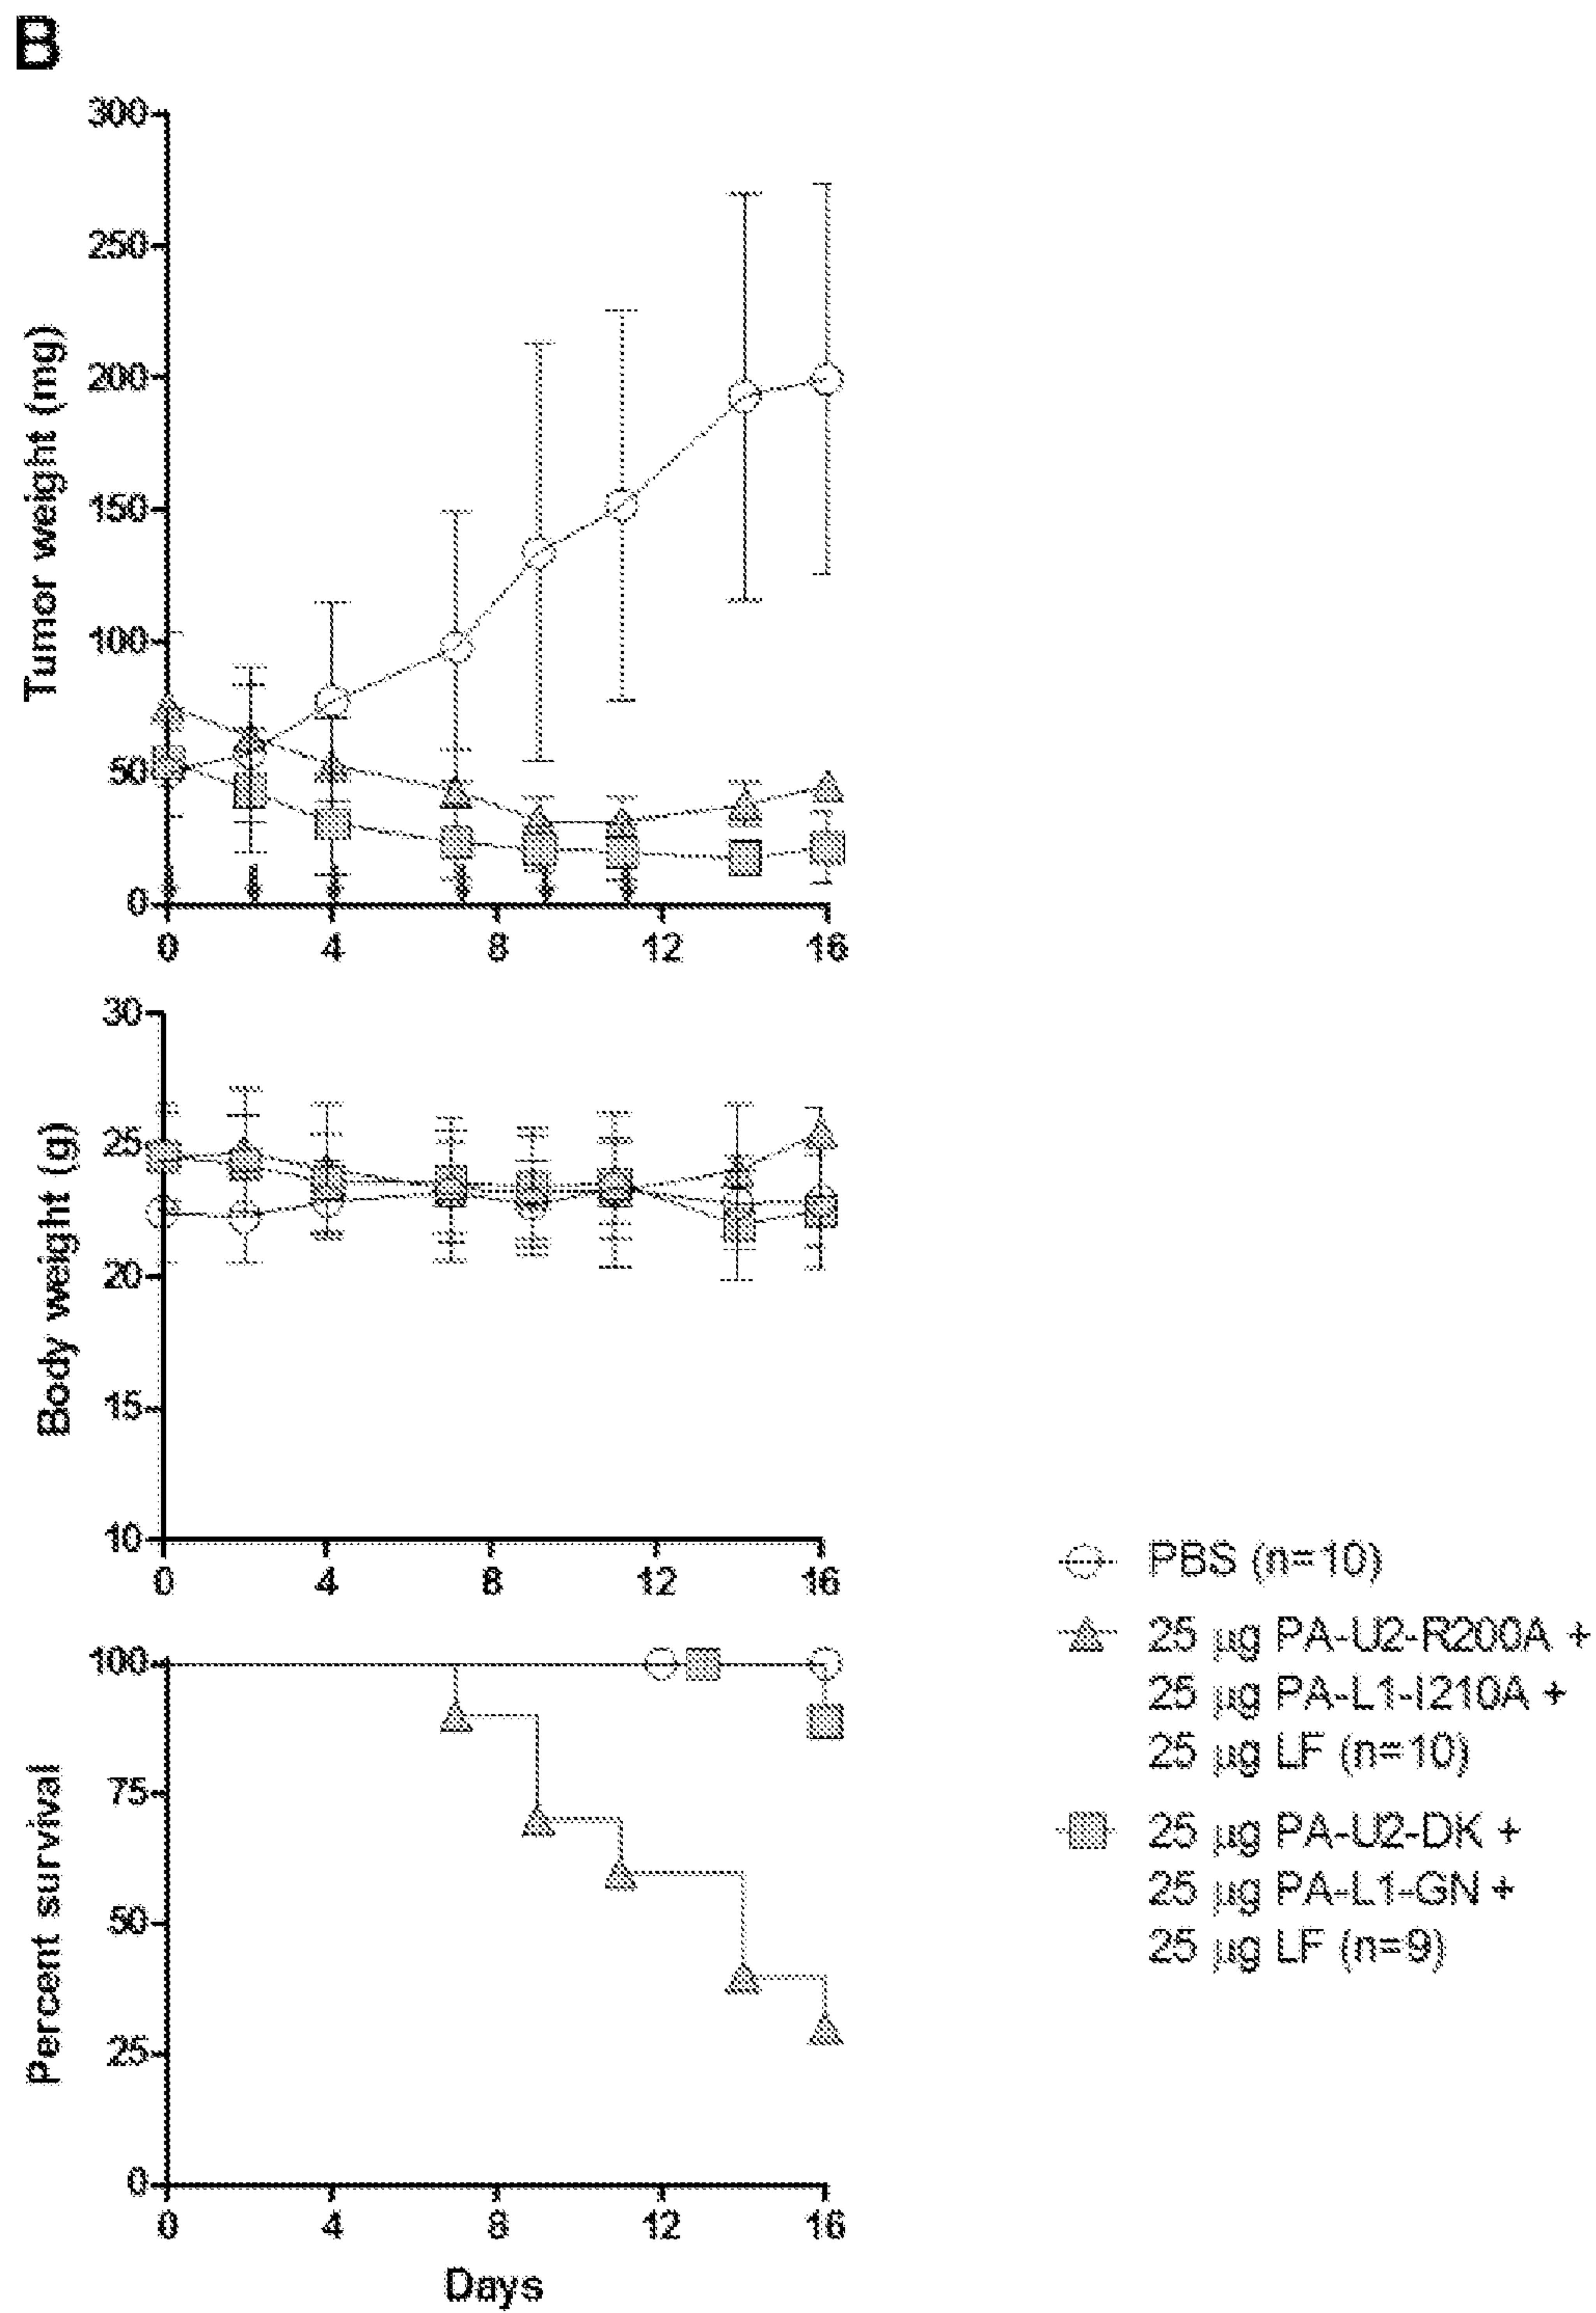 B
300
250
200
150
100
50
0
Tumor weight (mg)
0 4 8 12 16
30
25
20
15
10
Body weight (g)
0 4 8 12 16
PBS (n=10)
25 µg PA-U2-R200A +
25 µg PA-L1-I210A +
25 µg LF (n=10)
25 µg PA-U2-DK +
25 µg PA-L1-GN +
25 µg LF (n=9)
100
75
50
25
0
Percent survival
0 4 8 12 16
Days